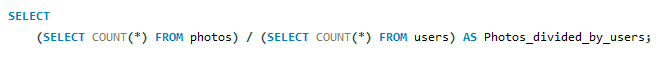 SELECT
(SELECT COUNT(*) FROM photos) / (SELECT COUNT(*) FROM users) AS Photos_divided_by_users;